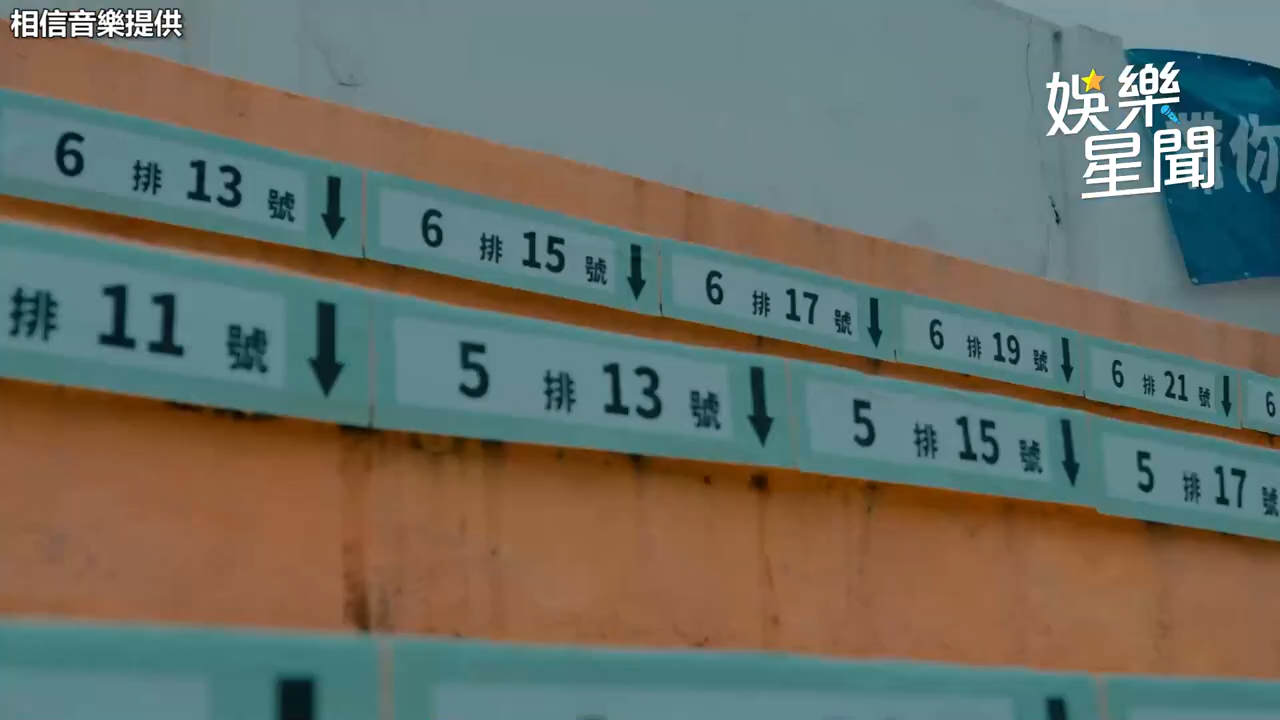 相信音樂提供
娛樂
星聞
你
6 排 13 號
6 排 15 號
6 排 17 號
6 排 19 號
6 排 21 號
6
排 11 號
5 排 13 號
5 排 15 號
5 排 17 號